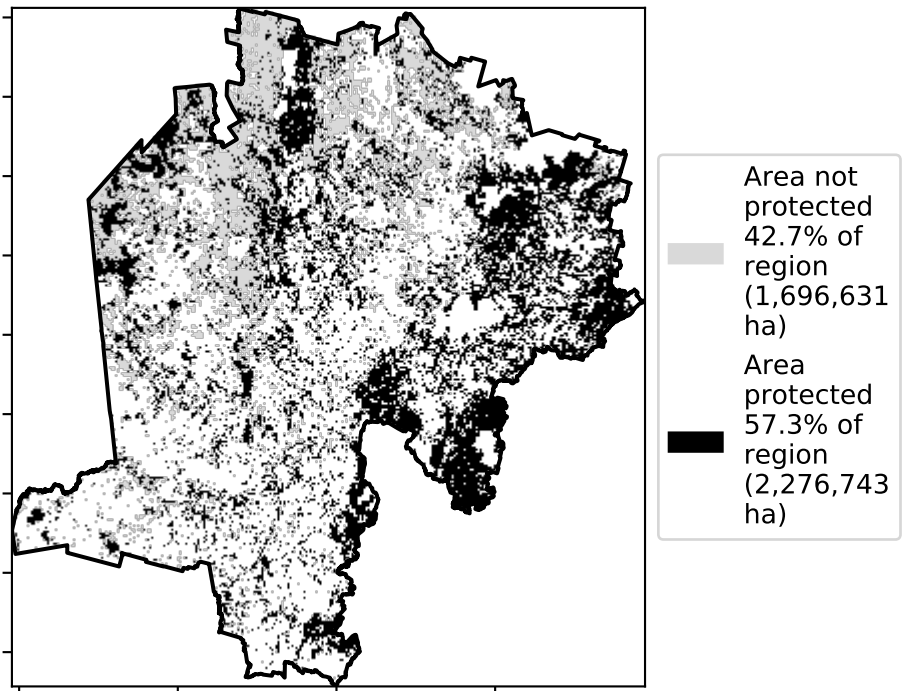 Area not
protected
42.7% of
region
(1,696,631
ha)
Area
protected
57.3% of
region
(2,276,743
ha)